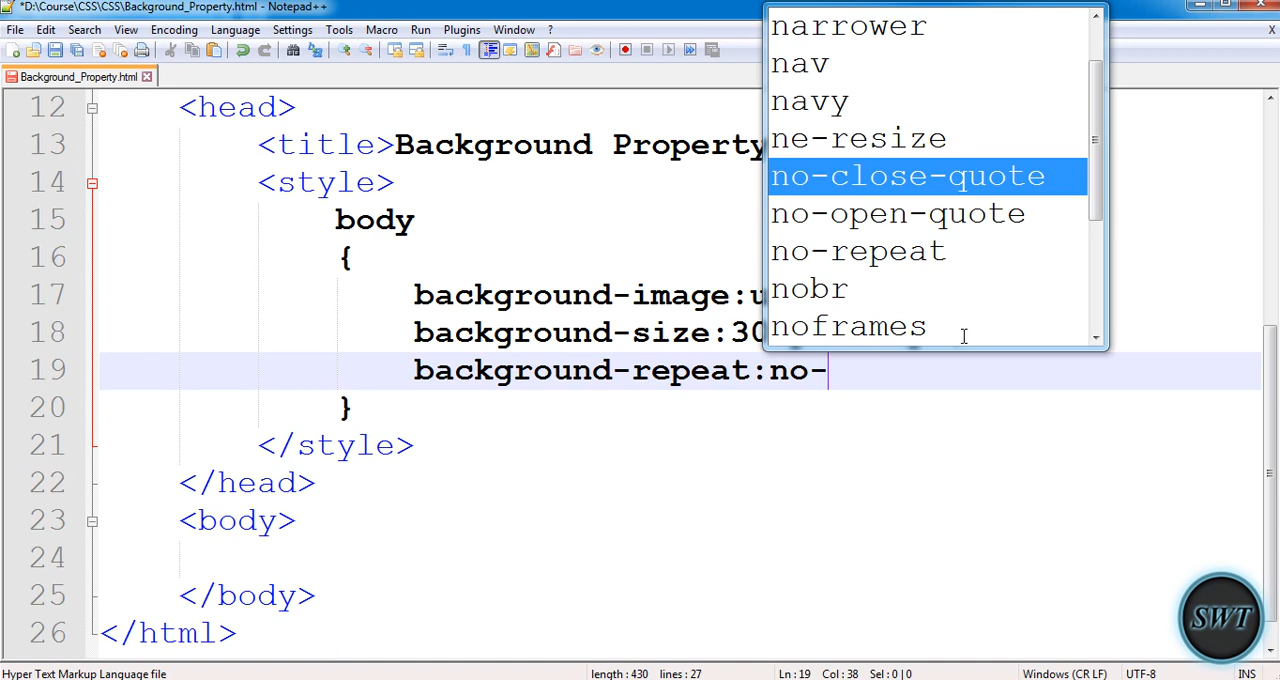 *D:\Course\CSS\CSS\Background_Property.html - Notepad++
File Edit Search View Encoding Language Settings Tools Macro Run Plugins Window ? X
Background_Property.html
12 <head>
13 <title>Background Property
14 <style>
15 body
16 {
17 background-image:u
18 background-size:30
19 background-repeat:no-
20 }
21 </style>
22 </head>
23 <body>
24
25 </body>
26 </html>
narrower
nav
navy
ne-resize
no-close-quote
no-open-quote
no-repeat
nobr
noframes
SWT
Hyper Text Markup Language file length : 430 lines : 27 Ln : 19 Col : 38 Sel : 0 | 0 Windows (CR LF) UTF-8 INS